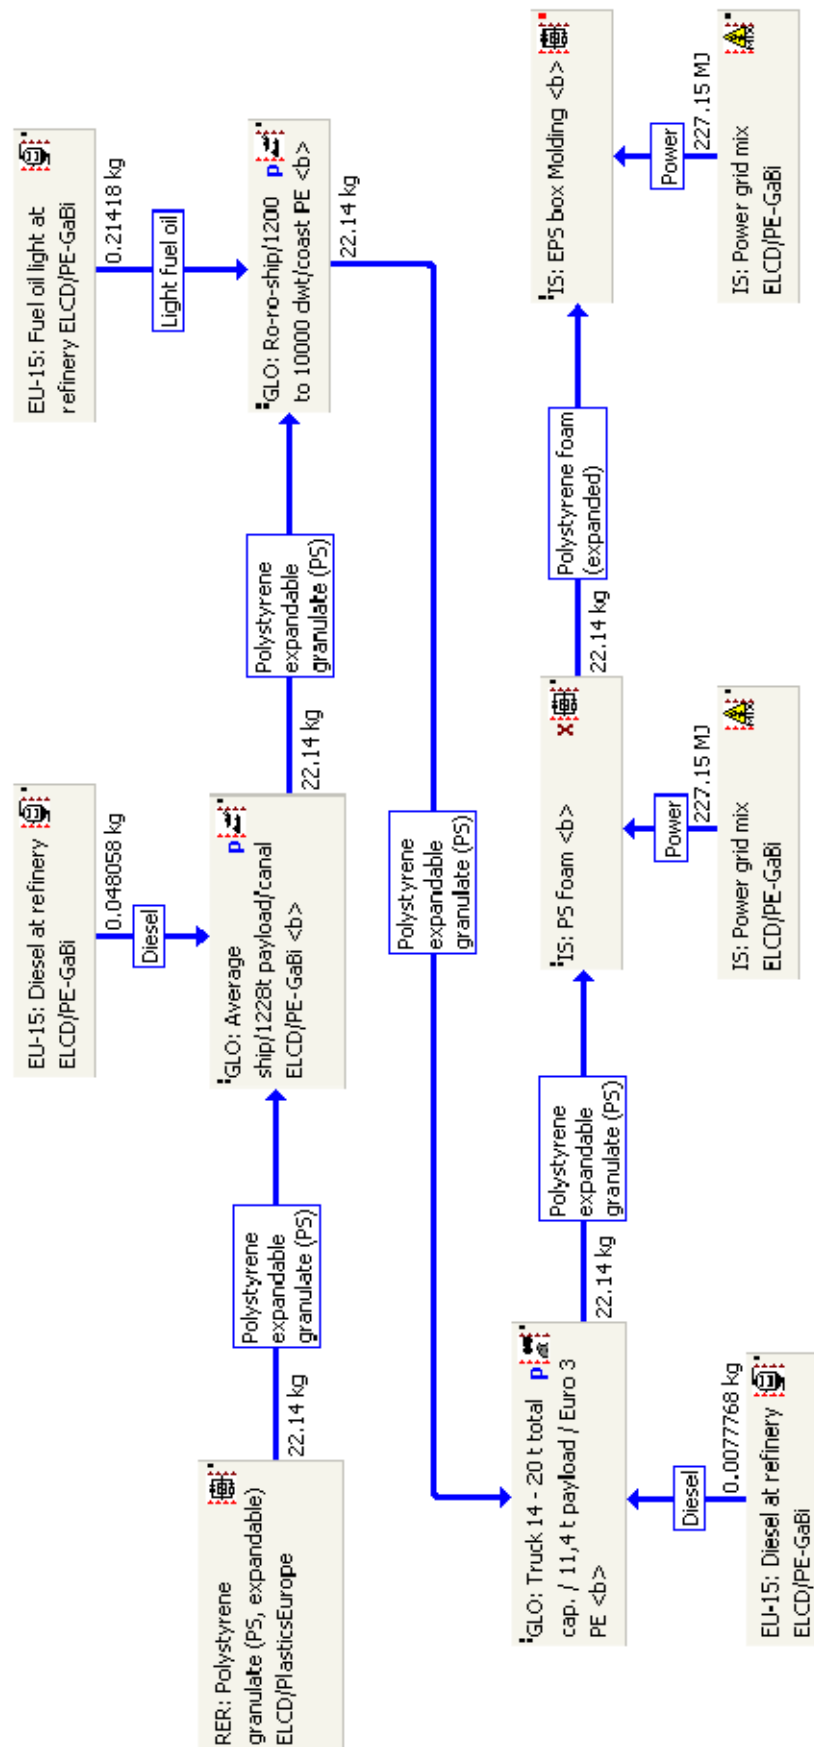 EU-15: Diesel at refinery
ELCD/PE-GaBi
0.048058 kg
Diesel
EU-15: Fuel oil light at
refinery ELCD/PE-GaBi
0.21418 kg
Light fuel oil
RER: Polystyrene
granulate (PS, expandable)
ELCD/PlasticsEurope
22.14 kg
Polystyrene
expandable
granulate (PS)
GLO: Average
ship/1228t payload/canal
ELCD/PE-GaBi <b>
p
22.14 kg
Polystyrene
expandable
granulate (PS)
GLO: Ro-ro-ship/1200
to 10000 dwt/coast PE <b>
p
22.14 kg
Polystyrene
expandable
granulate (PS)
GLO: Truck 14 - 20 t total
cap. / 11,4 t payload / Euro 3
PE <b>
p
22.14 kg
Polystyrene
expandable
granulate (PS)
IS: PS foam <b>
X
22.14 kg
Polystyrene foam
(expanded)
IS: EPS box Molding <b>
Diesel
0.0077768 kg
EU-15: Diesel at refinery
ELCD/PE-GaBi
Power
227.15 MJ
IS: Power grid mix
ELCD/PE-GaBi
MIX
Power
227.15 MJ
IS: Power grid mix
ELCD/PE-GaBi
MIX